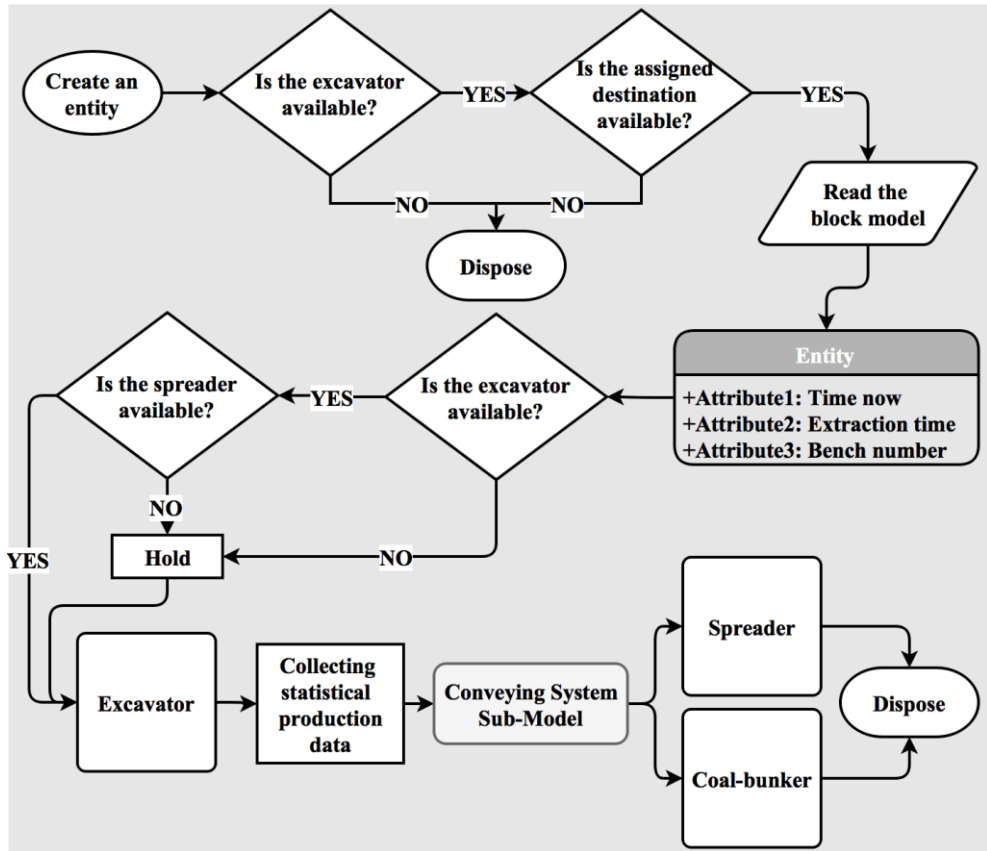 Create an
entity
Is the excavator
available?
YES
Is the assigned
destination
available?
YES
Read the
block model
NO
NO
Dispose
Entity
+Attribute1: Time now
+Attribute2: Extraction time
+Attribute3: Bench number
Is the excavator
available?
YES
Is the spreader
available?
NO
NO
YES
Hold
Excavator
Collecting
statistical
production
data
Conveying System
Sub-Model
Spreader
Coal-bunker
Dispose